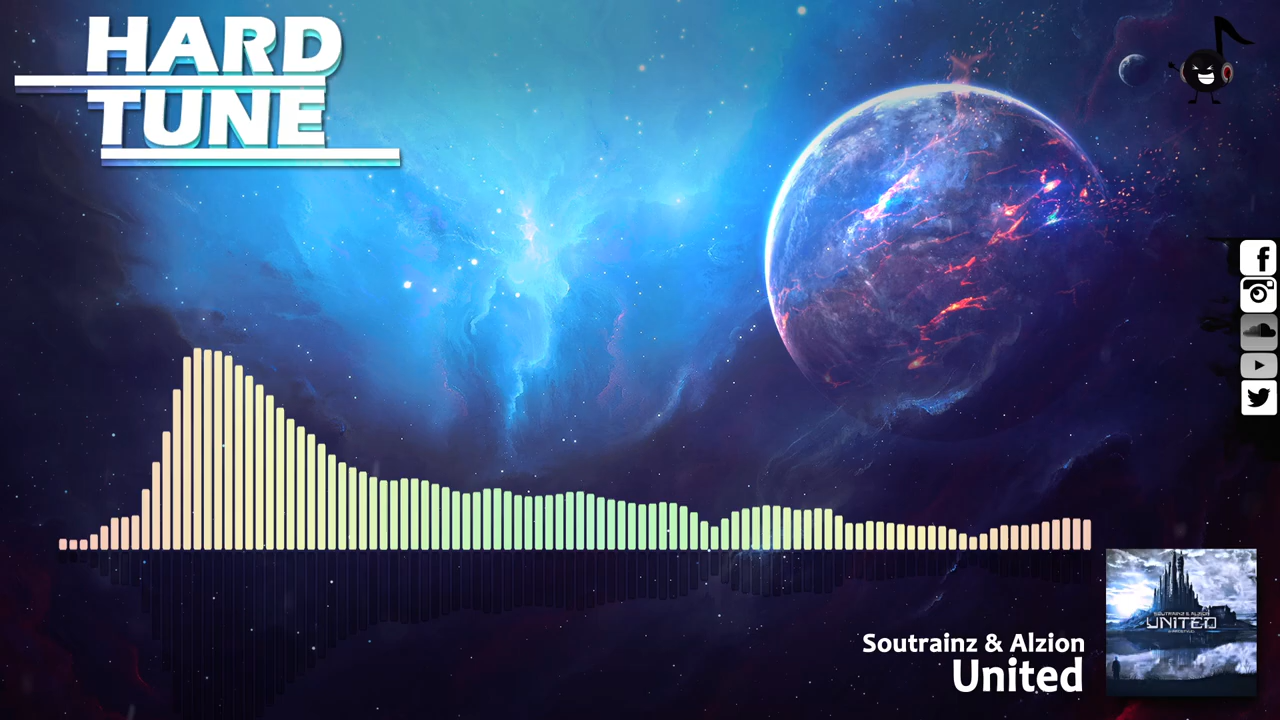 HARD
TUNE
Soutrainz & Alzion
United
SOUTRAINZ & ALZION
UNITED